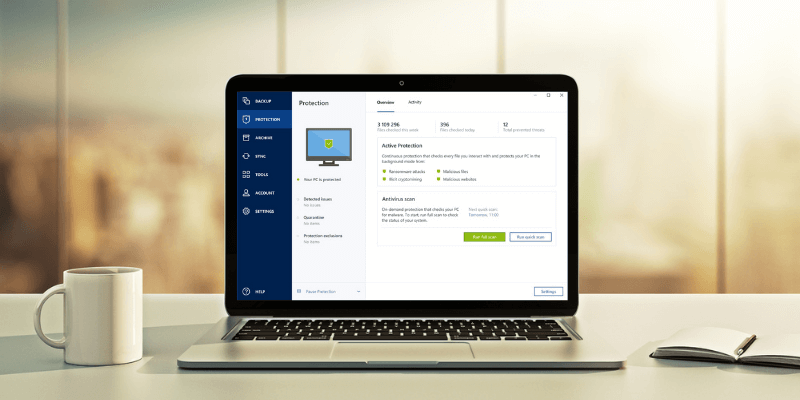 BACKUP
PROTECTION
ARCHIVE
SYNC
TOOLS
ACCOUNT
SETTINGS
HELP
Protection
Your PC is protected
Detected issues
No issues
Quarantine
No items
Protection exclusions
No items
Pause Protection
Overview
Activity
3 109 296
Files checked this week
396
Files checked today
12
Total prevented threats
Active Protection
Continuous protection that checks every file you interact with and protects your PC in the
background mode from:
Ransomware attacks
Malicious files
Illicit cryptomining
Malicious websites
Antivirus scan
On-demand protection that checks your PC
for malware. To start, run full scan to check
the status of your system.
Next quick scan:
Tomorrow, 11:00
Run full scan
Run quick scan
Settings